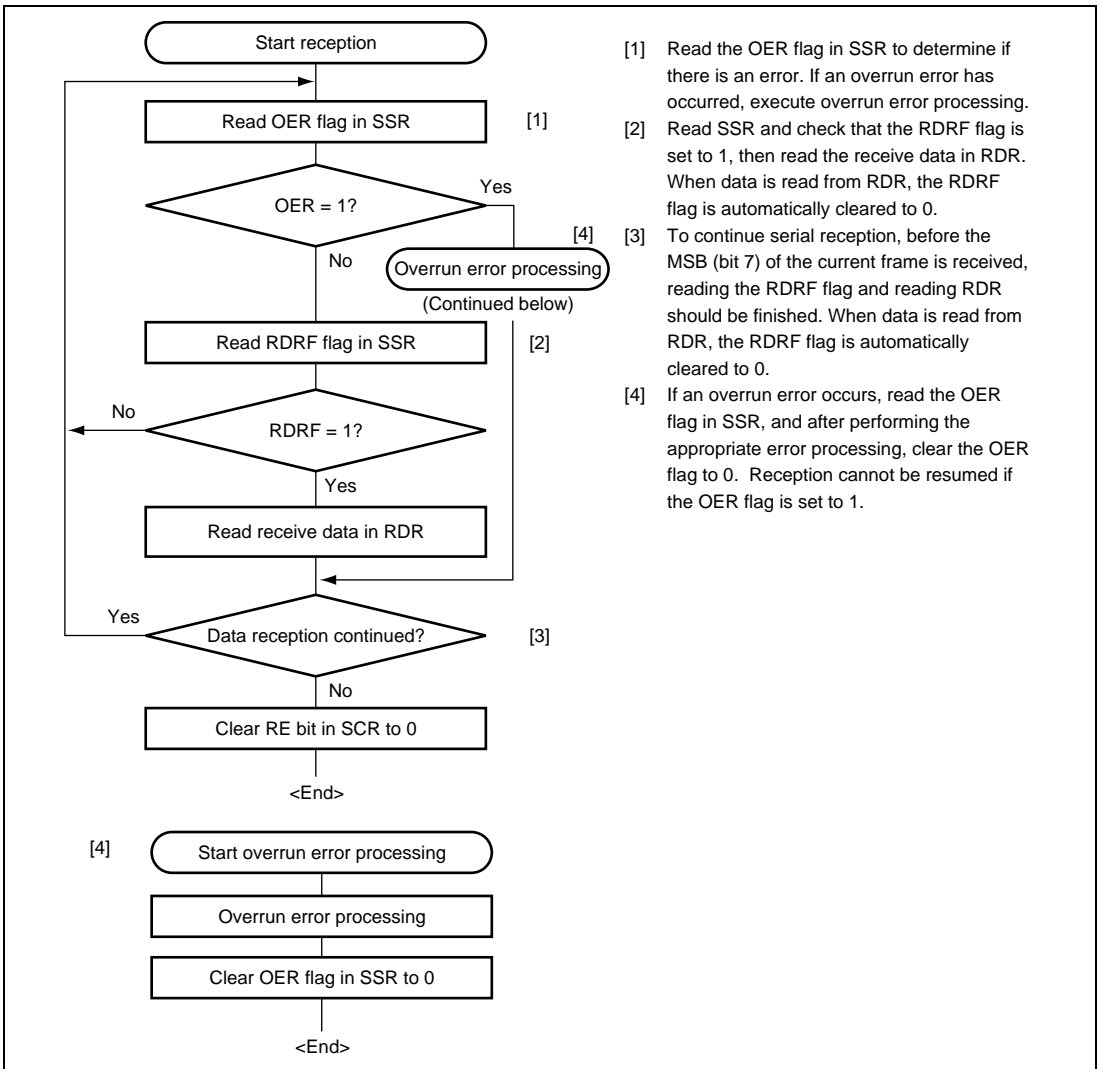 Start reception
Read OER flag in SSR
[1]
OER = 1?
Yes
No
[4]
Overrun error processing
(Continued below)
Read RDRF flag in SSR
[2]
No
RDRF = 1?
Yes
Read receive data in RDR
Yes
Data reception continued?
[3]
No
Clear RE bit in SCR to 0
<End>
[4]
Start overrun error processing
Overrun error processing
Clear OER flag in SSR to 0
<End>
[1] Read the OER flag in SSR to determine if
there is an error. If an overrun error has
occurred, execute overrun error processing.
[2] Read SSR and check that the RDRF flag is
set to 1, then read the receive data in RDR.
When data is read from RDR, the RDRF
flag is automatically cleared to 0.
[3] To continue serial reception, before the
MSB (bit 7) of the current frame is received,
reading the RDRF flag and reading RDR
should be finished. When data is read from
RDR, the RDRF flag is automatically
cleared to 0.
[4] If an overrun error occurs, read the OER
flag in SSR, and after performing the
appropriate error processing, clear the OER
flag to 0.  Reception cannot be resumed if
the OER flag is set to 1.